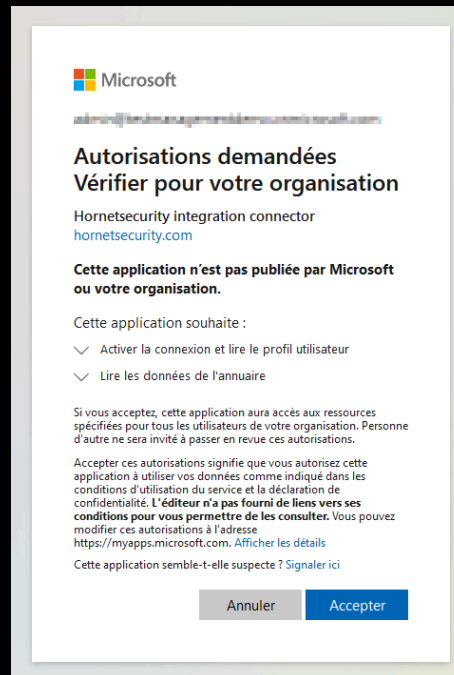 Microsoft
Autorisations demandées
Vérifier pour votre organisation
Hornetsecurity integration connector
hornetsecurity.com
Cette application n'est pas publiée par Microsoft
ou votre organisation.
Cette application souhaite :
Activer la connexion et lire le profil utilisateur
Lire les données de l'annuaire
Si vous acceptez, cette application aura accès aux ressources
spécifiées pour tous les utilisateurs de votre organisation. Personne
d'autre ne sera invité à passer en revue ces autorisations.
Accepter ces autorisations signifie que vous autorisez cette
application à utiliser vos données comme indiqué dans les
conditions d'utilisation du service et la déclaration de
confidentialité. L'éditeur n'a pas fourni de liens vers ses
conditions pour vous permettre de les consulter. Vous pouvez
modifier ces autorisations à l'adresse
https://myapps.microsoft.com. Afficher les détails
Cette application semble-t-elle suspecte ? Signaler ici
Annuler
Accepter